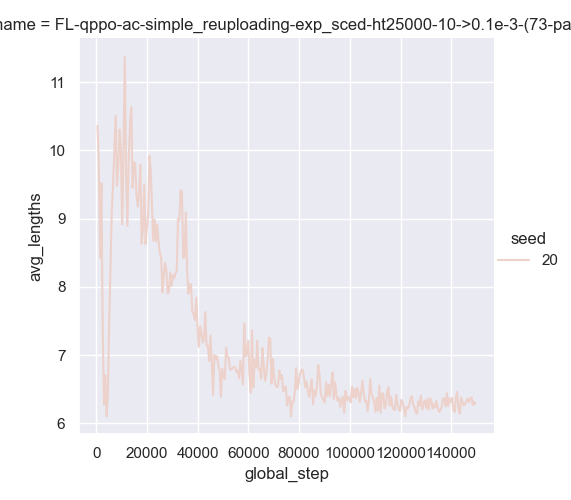 name = FL-qppo-ac-simple_reuploading-exp_sced-ht25000-10->0.1e-3-(73-pa
11
10
9
8
7
6
avg_lengths
0 20000 40000 60000 80000 100000 120000 140000
global_step
seed
20